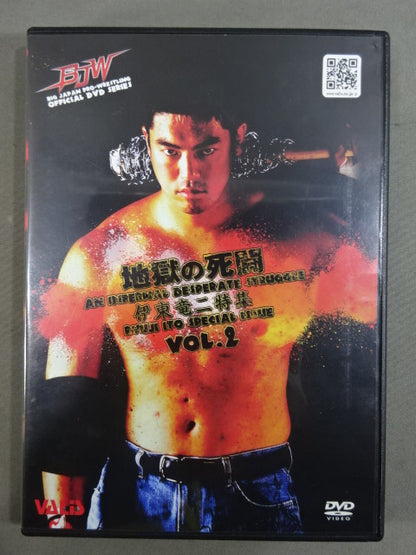 BJW
BIG JAPAN PRO-WRESTLING
OFFICIAL DVD SERIES
地獄の死闘
AN INFERNAL DESPERATE STRUGGLE
伊東竜二特集
RYUJI ITO SPECIAL ISSUE
VOL.2
VALIS
DVD
VIDEO